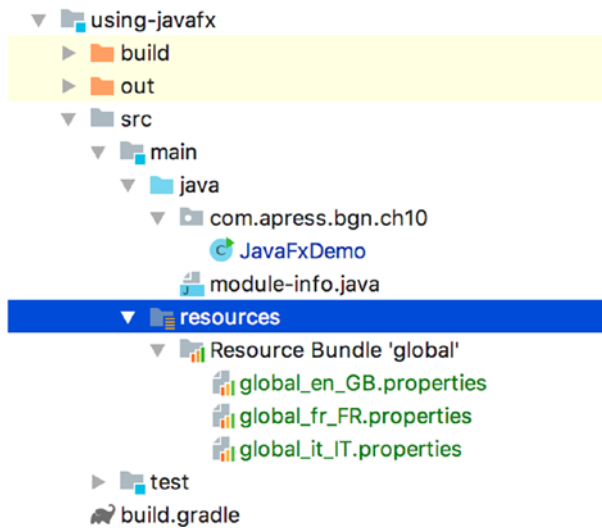 using-javafx
build
out
src
main
java
com.apress.bgn.ch10
JavaFxDemo
module-info.java
resources
Resource Bundle 'global'
global_en_GB.properties
global_fr_FR.properties
global_it_IT.properties
test
build.gradle